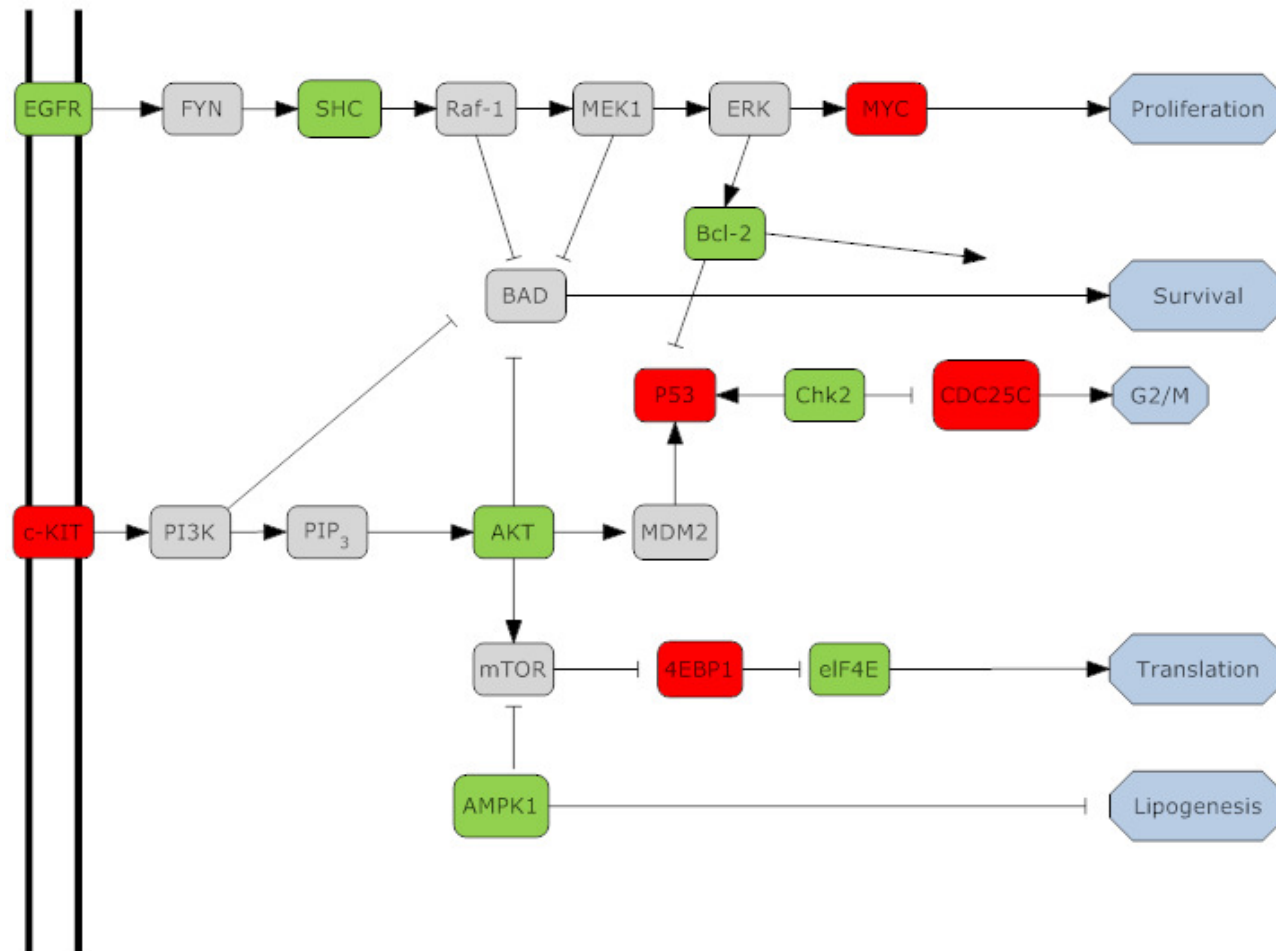 EGFR
FYN
SHC
Raf-1
MEK1
ERK
MYC
Proliferation
Bcl-2
BAD
Survival
P53
Chk2
CDC25C
G2/M
c-KIT
PI3K
PIP3
AKT
MDM2
mTOR
4EBP1
eIF4E
Translation
AMPK1
Lipogenesis